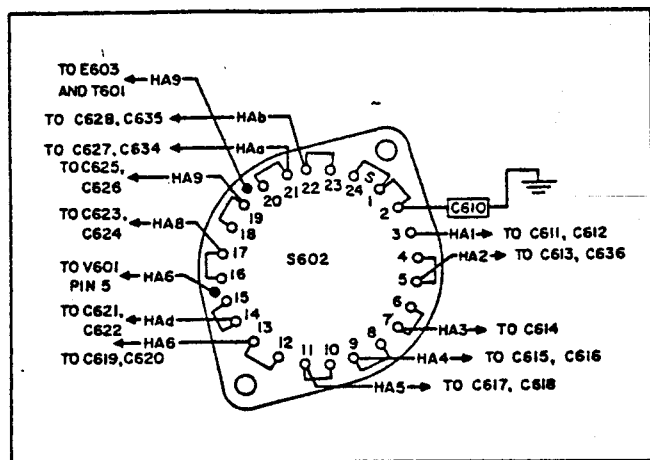 TO E603
AND T601
HA9
TO C628, C635
HAb
TO C627, C634
HAa
TO C625,
C626
HA9
TO C623,
C624
HA8
TO V601
PIN 5
HA6
TO C621,
C622
HAd
HA6
TO C619, C620
S602
S
1
2
3
4
5
6
7
8
9
10
11
12
13
14
15
16
17
18
19
20
21
22
23
24
C610
HA1 TO C611, C612
HA2 TO C613, C636
HA3 TO C614
HA4 TO C615, C616
HA5 TO C617, C618